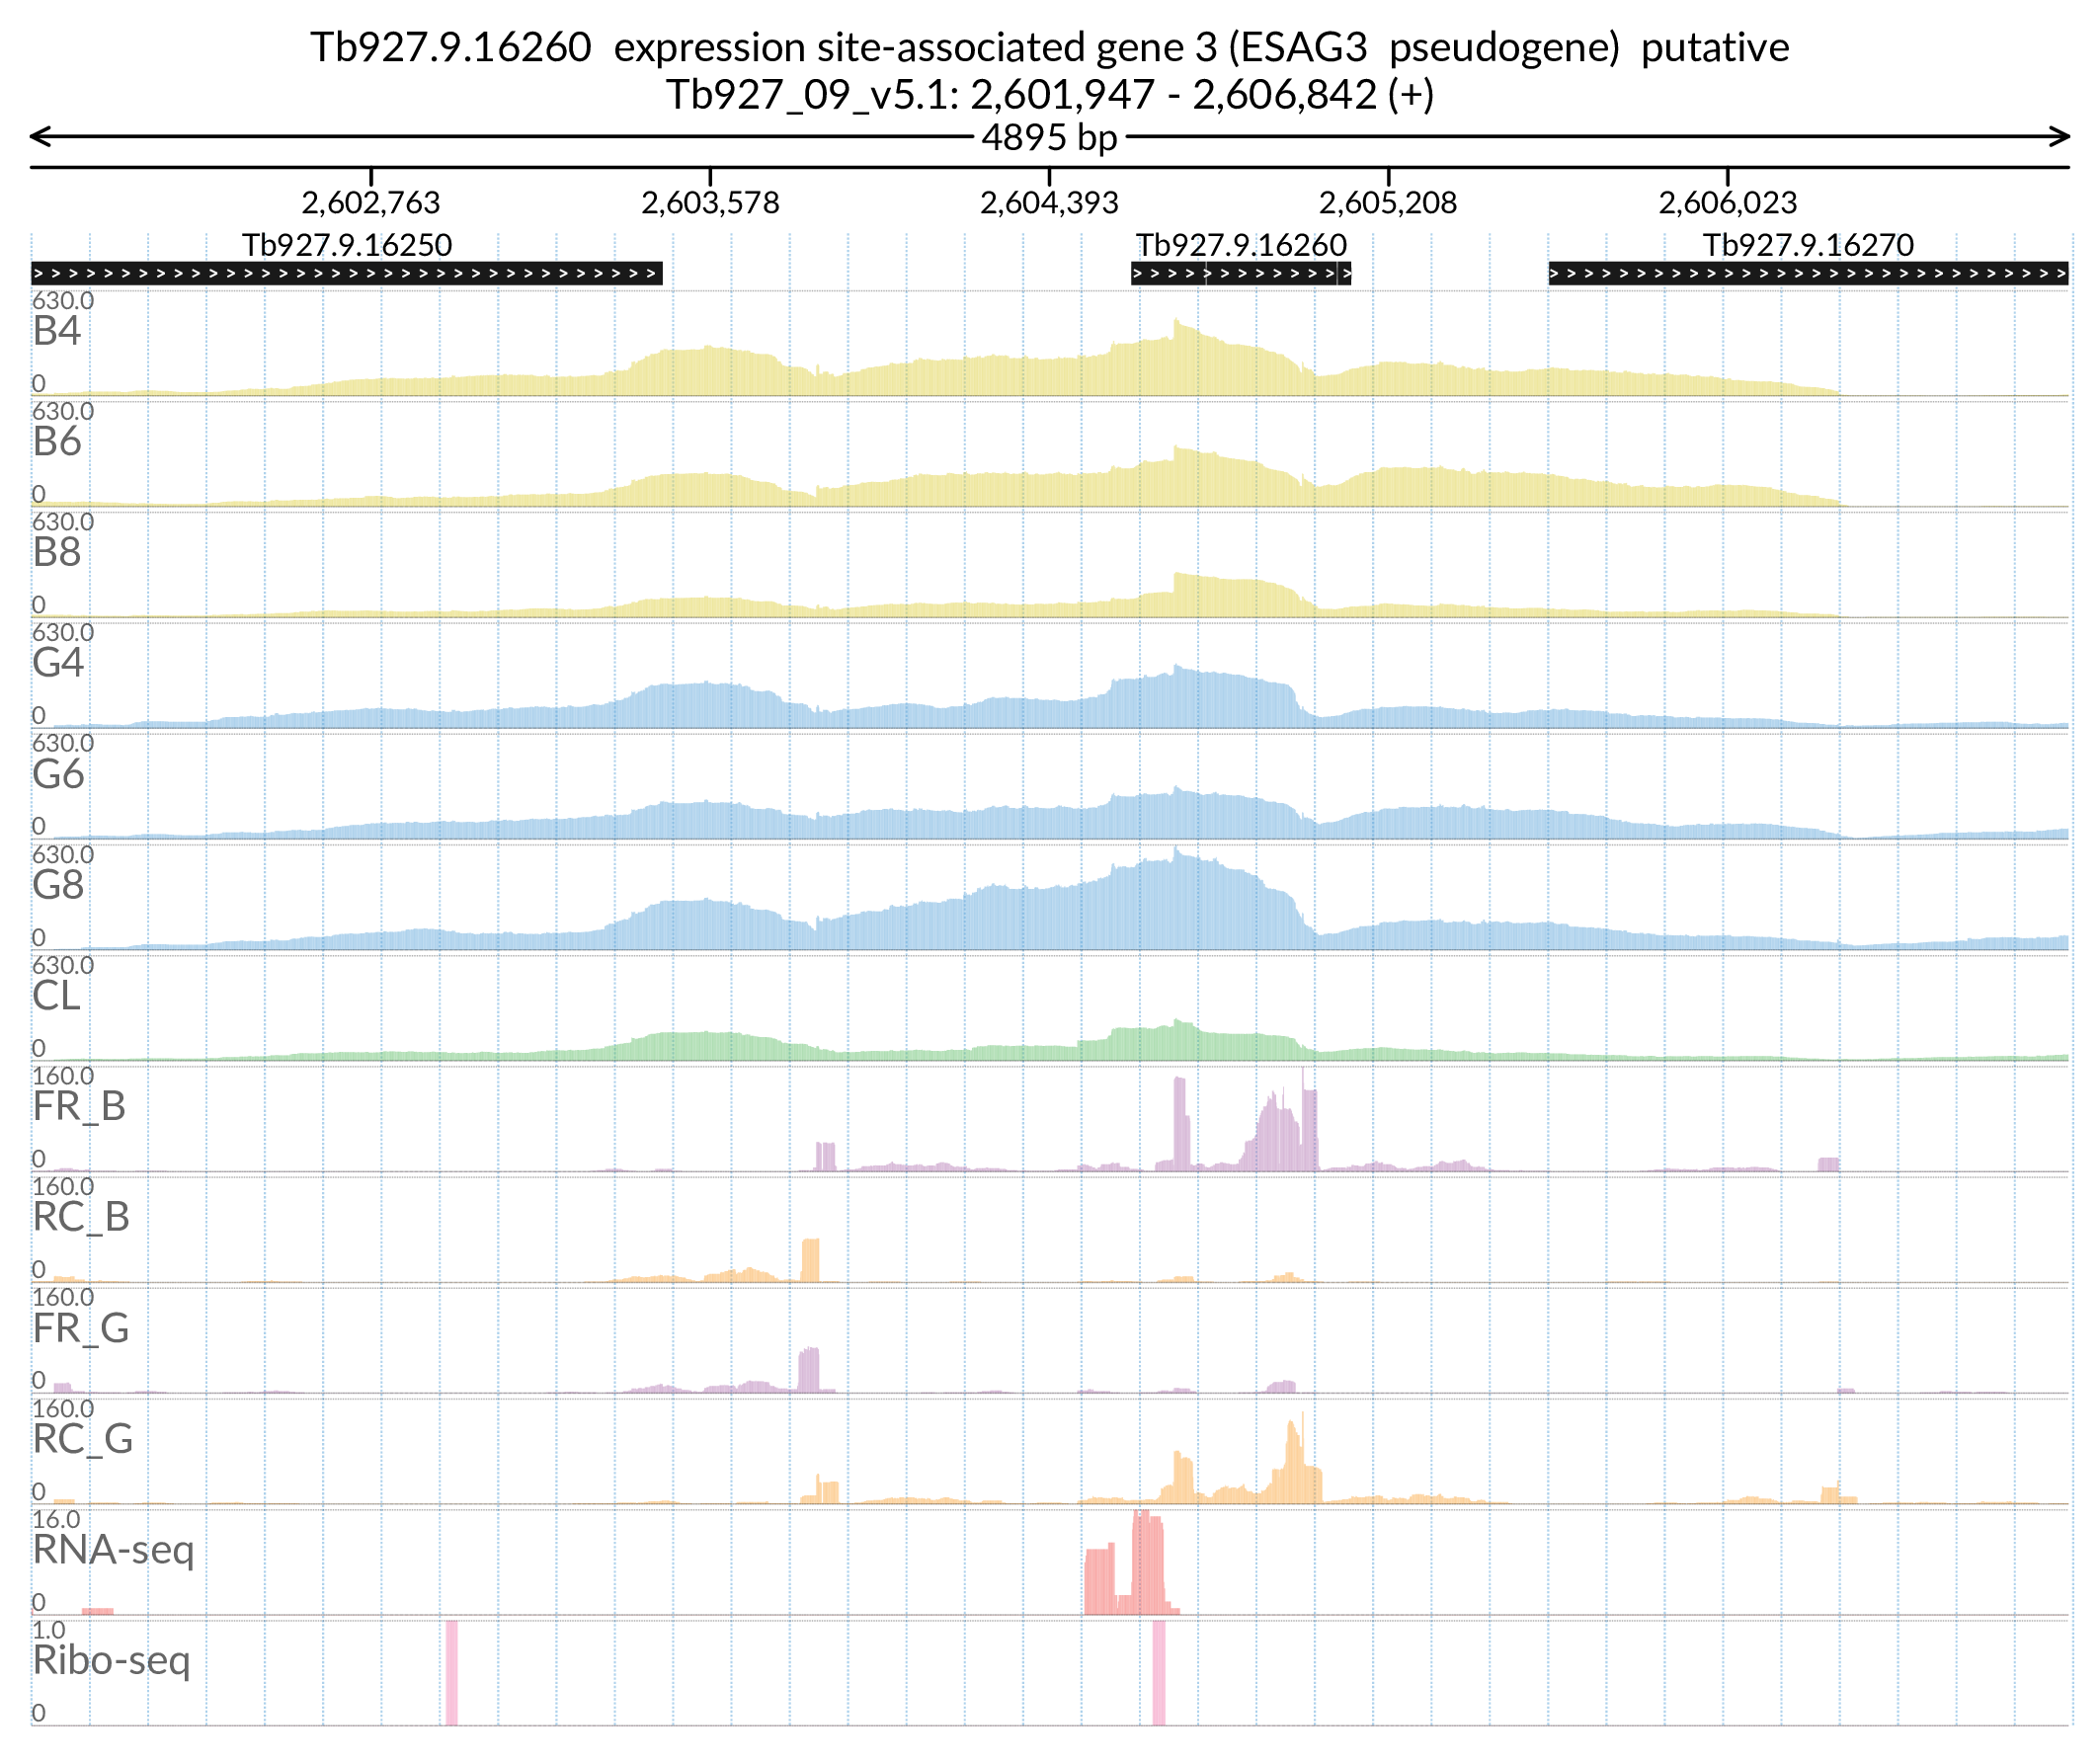 Tb927.9.16260 expression site-associated gene 3 (ESAG3 pseudogene) putative
Tb927_09_v5.1: 2,601,947 - 2,606,842 (+)
4895 bp
2,602,763 2,603,578 2,604,393 2,605,208 2,606,023
Tb927.9.16250 Tb927.9.16260 Tb927.9.16270
630.0
B4
0
630.0
B6
0
630.0
B8
0
630.0
G4
0
630.0
G6
0
630.0
G8
0
630.0
CL
0
160.0
FR_B
0
160.0
RC_B
0
160.0
FR_G
0
160.0
RC_G
0
16.0
RNA-seq
0
1.0
Ribo-seq
0